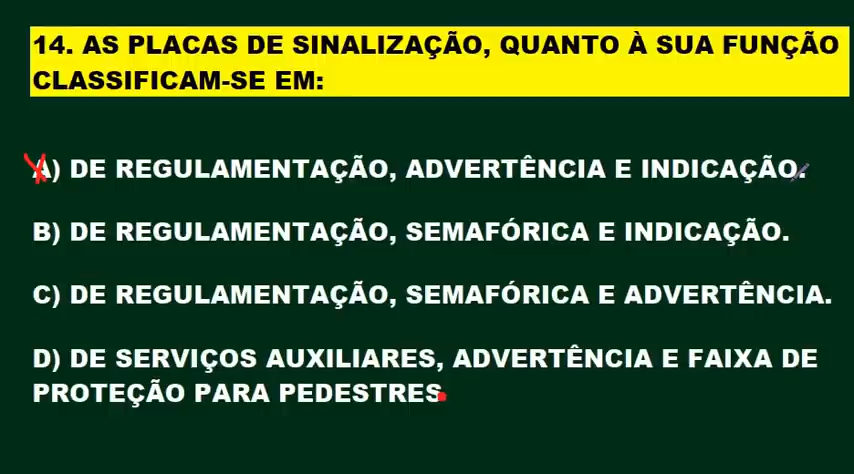 14. AS PLACAS DE SINALIZAÇÃO, QUANTO À SUA FUNÇÃO
CLASSIFICAM-SE EM:
A) DE REGULAMENTAÇÃO, ADVERTÊNCIA E INDICAÇÃO.
B) DE REGULAMENTAÇÃO, SEMAFÓRICA E INDICAÇÃO.
C) DE REGULAMENTAÇÃO, SEMAFÓRICA E ADVERTÊNCIA.
D) DE SERVIÇOS AUXILIARES, ADVERTÊNCIA E FAIXA DE
PROTEÇÃO PARA PEDESTRES.